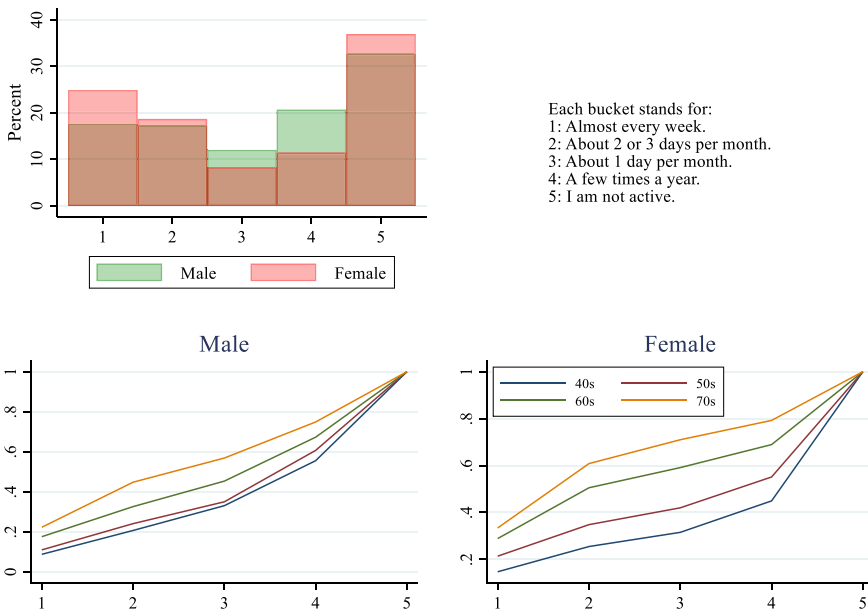 40
30
20
10
0
Percent
1 2 3 4 5
Male Female
Each bucket stands for:
1: Almost every week.
2: About 2 or 3 days per month.
3: About 1 day per month.
4: A few times a year.
5: I am not active.
Male
1
.8
.6
.4
.2
0
1 2 3 4 5
Female
40s 50s
60s 70s
1
.8
.6
.4
.2
1 2 3 4 5